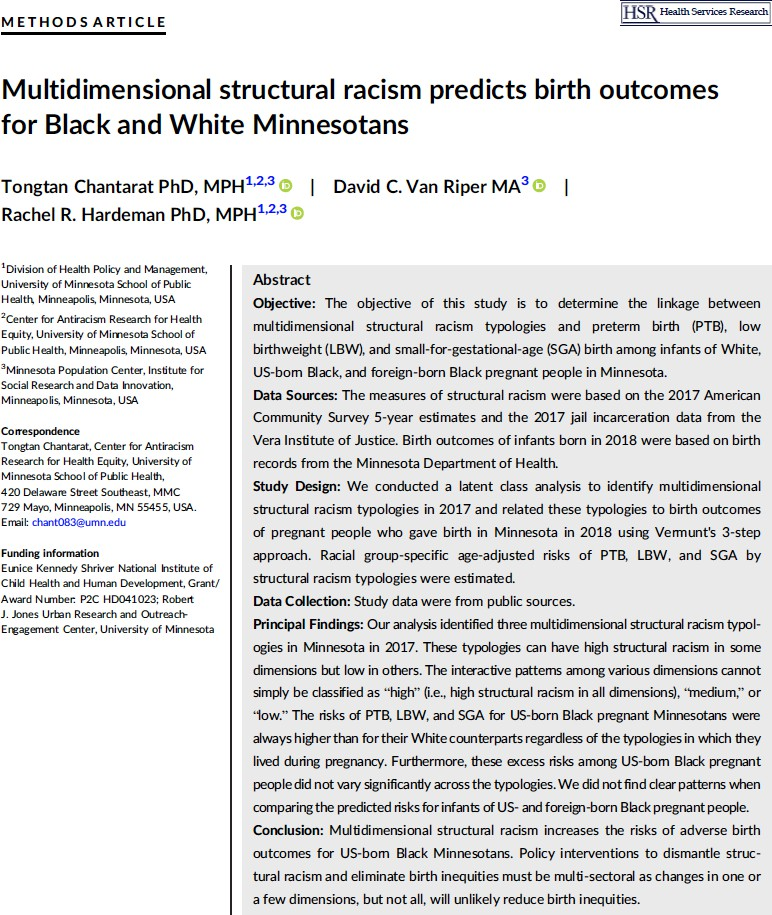 METHODS ARTICLE
HSR Health Services Research
Multidimensional structural racism predicts birth outcomes
for Black and White Minnesotans
Tongtan Chantarat PhD, MPH1,2,3 | David C. Van Riper MA3 |
Rachel R. Hardeman PhD, MPH1,2,3
1Division of Health Policy and Management,
University of Minnesota School of Public
Health, Minneapolis, Minnesota, USA
2Center for Antiracism Research for Health
Equity, University of Minnesota School of
Public Health, Minneapolis, Minnesota, USA
3Minnesota Population Center, Institute for
Social Research and Data Innovation,
Minneapolis, Minnesota, USA
Correspondence
Tongtan Chantarat, Center for Antiracism
Research for Health Equity, University of
Minnesota School of Public Health,
420 Delaware Street Southeast, MMC
729 Mayo, Minneapolis, MN 55455, USA.
Email: chant083@umn.edu
Funding information
Eunice Kennedy Shriver National Institute of
Child Health and Human Development, Grant/
Award Number: P2C HD041023; Robert
J. Jones Urban Research and Outreach-
Engagement Center, University of Minnesota
Abstract
Objective: The objective of this study is to determine the linkage between
multidimensional structural racism typologies and preterm birth (PTB), low
birthweight (LBW), and small-for-gestational-age (SGA) birth among infants of White,
US-born Black, and foreign-born Black pregnant people in Minnesota.
Data Sources: The measures of structural racism were based on the 2017 American
Community Survey 5-year estimates and the 2017 jail incarceration data from the
Vera Institute of Justice. Birth outcomes of infants born in 2018 were based on birth
records from the Minnesota Department of Health.
Study Design: We conducted a latent class analysis to identify multidimensional
structural racism typologies in 2017 and related these typologies to birth outcomes
of pregnant people who gave birth in Minnesota in 2018 using Vermunt's 3-step
approach. Racial group-specific age-adjusted risks of PTB, LBW, and SGA by
structural racism typologies were estimated.
Data Collection: Study data were from public sources.
Principal Findings: Our analysis identified three multidimensional structural racism typol-
ogies in Minnesota in 2017. These typologies can have high structural racism in some
dimensions but low in others. The interactive patterns among various dimensions cannot
simply be classified as “high” (i.e., high structural racism in all dimensions), “medium,” or
“low.” The risks of PTB, LBW, and SGA for US-born Black pregnant Minnesotans were
always higher than for their White counterparts regardless of the typologies in which they
lived during pregnancy. Furthermore, these excess risks among US-born Black pregnant
people did not vary significantly across the typologies. We did not find clear patterns when
comparing the predicted risks for infants of US- and foreign-born Black pregnant people.
Conclusion: Multidimensional structural racism increases the risks of adverse birth
outcomes for US-born Black Minnesotans. Policy interventions to dismantle struc-
tural racism and eliminate birth inequities must be multi-sectoral as changes in one or
a few dimensions, but not all, will unlikely reduce birth inequities.